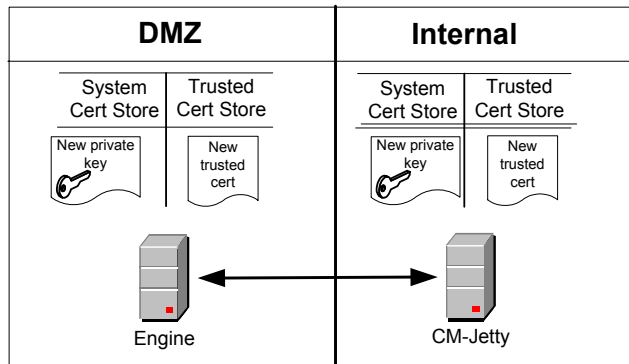 DMZ
Internal
System
Cert Store
Trusted
Cert Store
System
Cert Store
Trusted
Cert Store
New private
key
New
trusted
cert
New private
key
New
trusted
cert
Engine
CM-Jetty